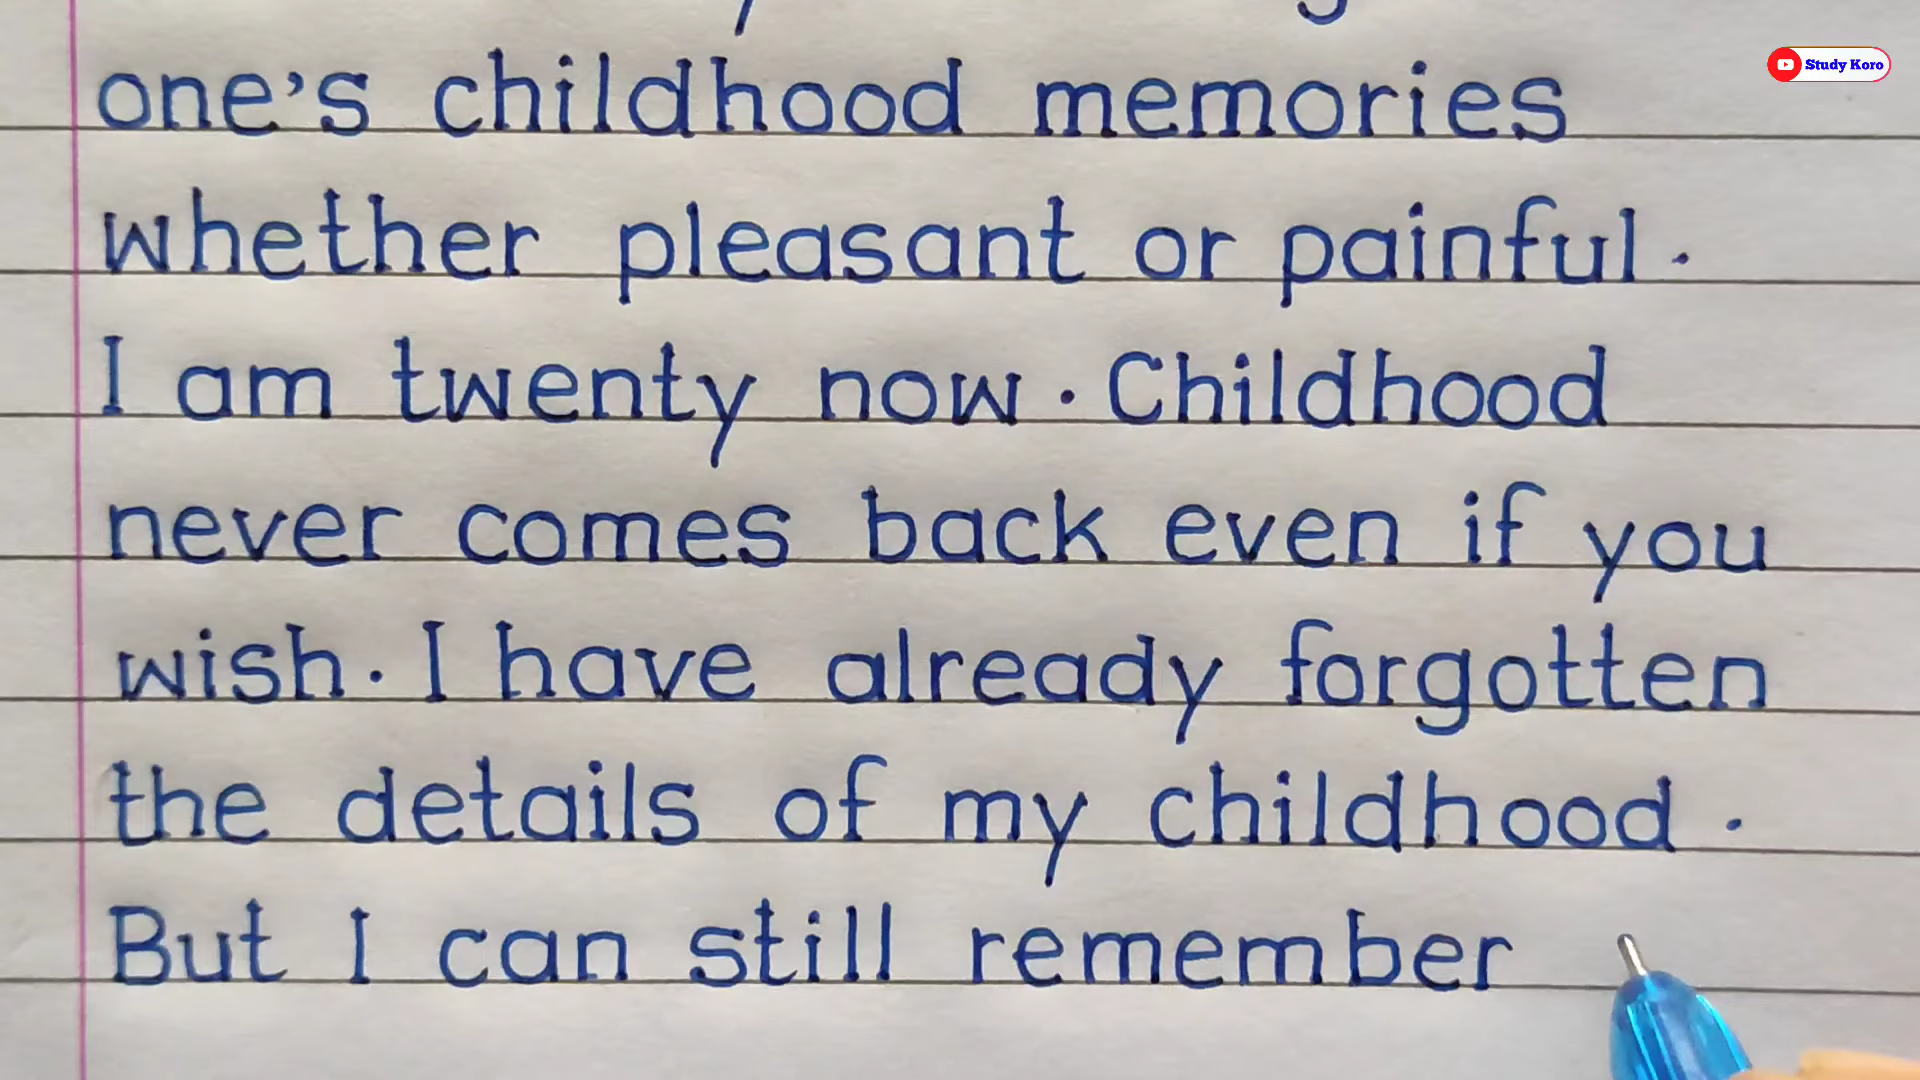 Study Koro
one's childhood memories
whether pleasant or painful.
I am twenty now. Childhood
never comes back even if you
wish. I have already forgotten
the details of my childhood.
But I can still remember